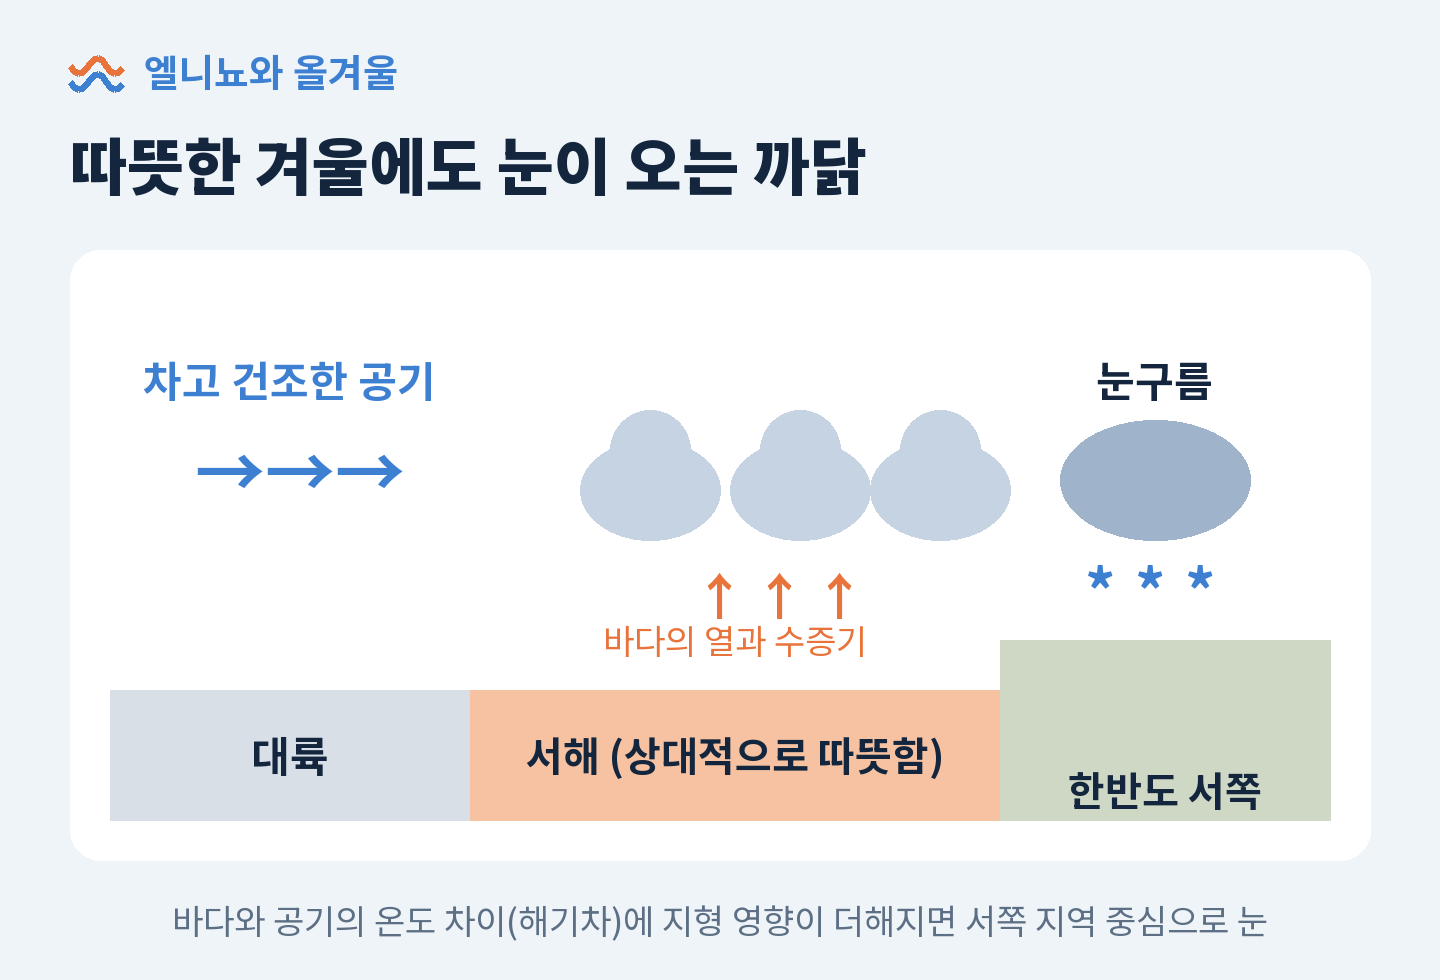 엘니뇨와 올겨울
따뜻한 겨울에도 눈이 오는 까닭
차고 건조한 공기
→→→
눈구름
* * *
↑ ↑ ↑
바다의 열과 수증기
대륙
서해 (상대적으로 따뜻함)
한반도 서쪽
바다와 공기의 온도 차이(해기차)에 지형 영향이 더해지면 서쪽 지역 중심으로 눈